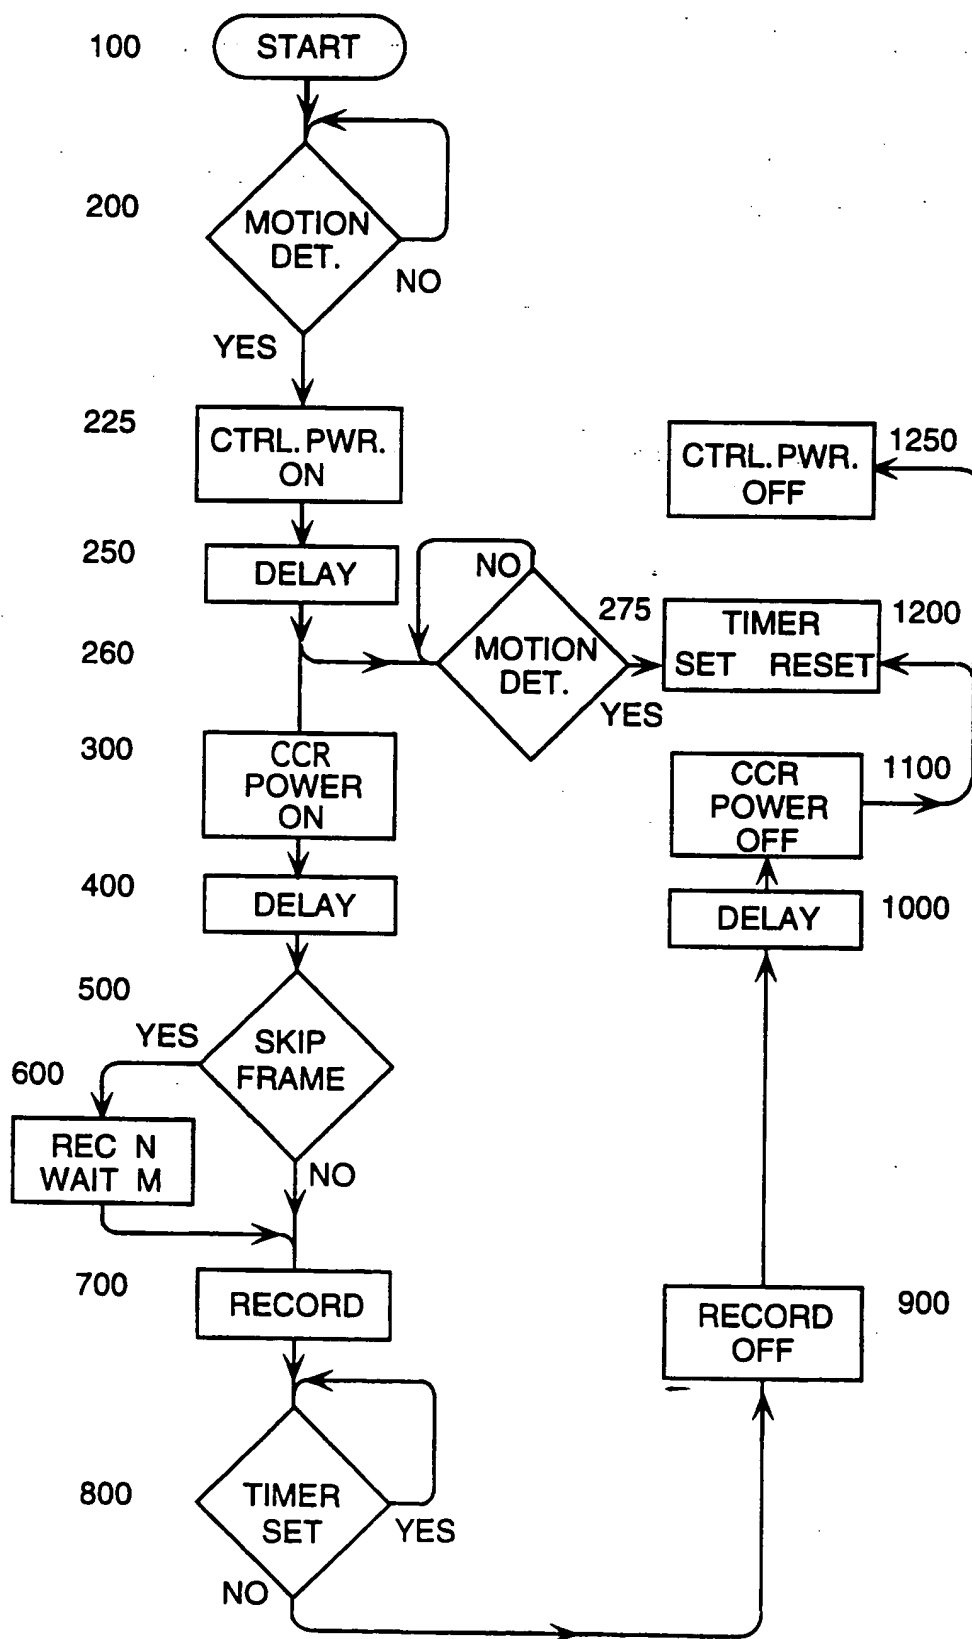 100
START
200
MOTION
DET.
NO
YES
225
CTRL. PWR.
ON
250
DELAY
260
NO
MOTION
DET.
YES
275
TIMER
SET RESET
1200
CTRL. PWR.
OFF
1250
300
CCR
POWER
ON
CCR
POWER
OFF
1100
400
DELAY
DELAY
1000
500
YES
SKIP
FRAME
NO
600
REC N
WAIT M
700
RECORD
RECORD
OFF
900
800
TIMER
SET
YES
NO